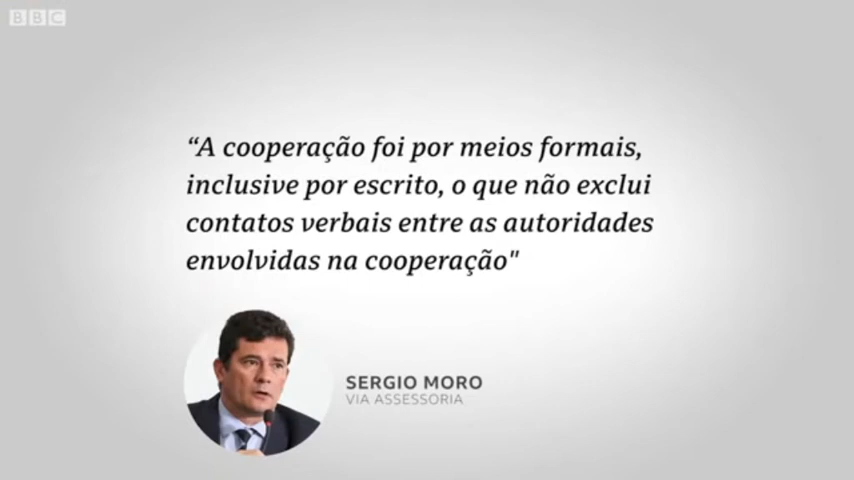 BBC
“A cooperação foi por meios formais,
inclusive por escrito, o que não exclui
contatos verbais entre as autoridades
envolvidas na cooperação"
SERGIO MORO
VIA ASSESSORIA